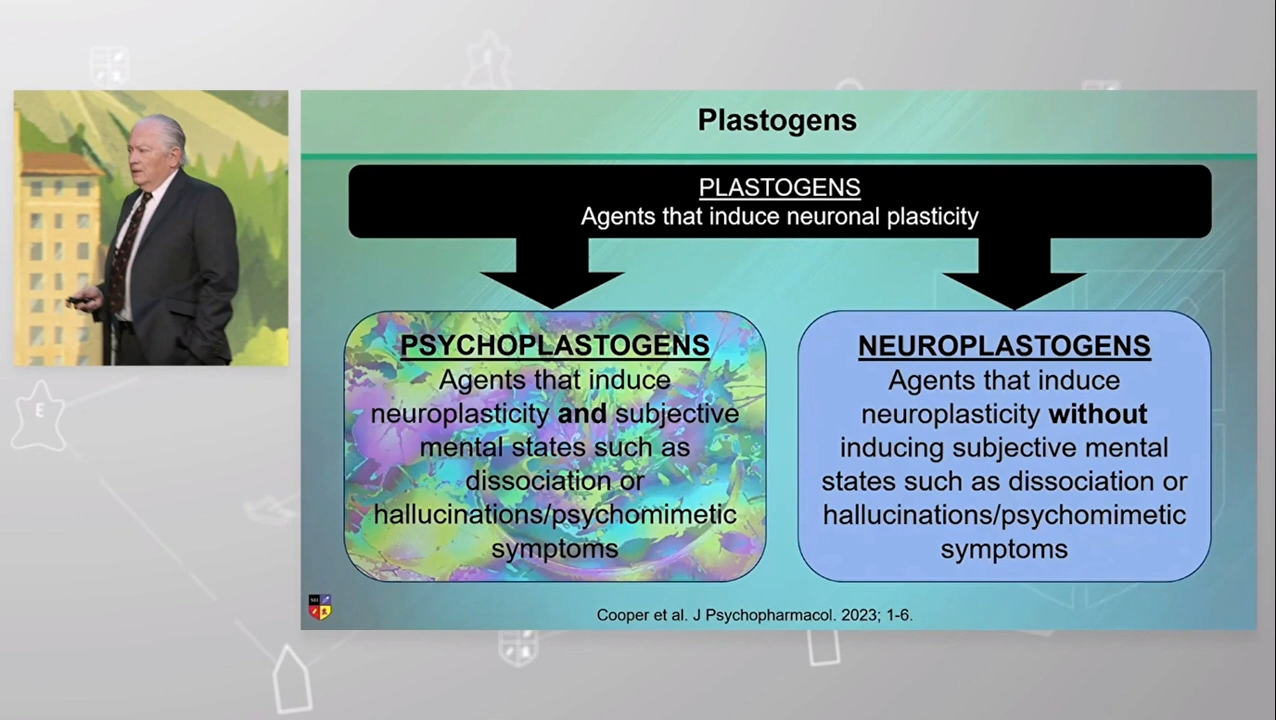 Plastogens
PLASTOGENS
Agents that induce neuronal plasticity
PSYCHOPLASTOGENS
Agents that induce
neuroplasticity and subjective
mental states such as
dissociation or
hallucinations/psychomimetic
symptoms
NEUROPLASTOGENS
Agents that induce
neuroplasticity without
inducing subjective mental
states such as dissociation or
hallucinations/psychomimetic
symptoms
Cooper et al. J Psychopharmacol. 2023; 1-6.
E